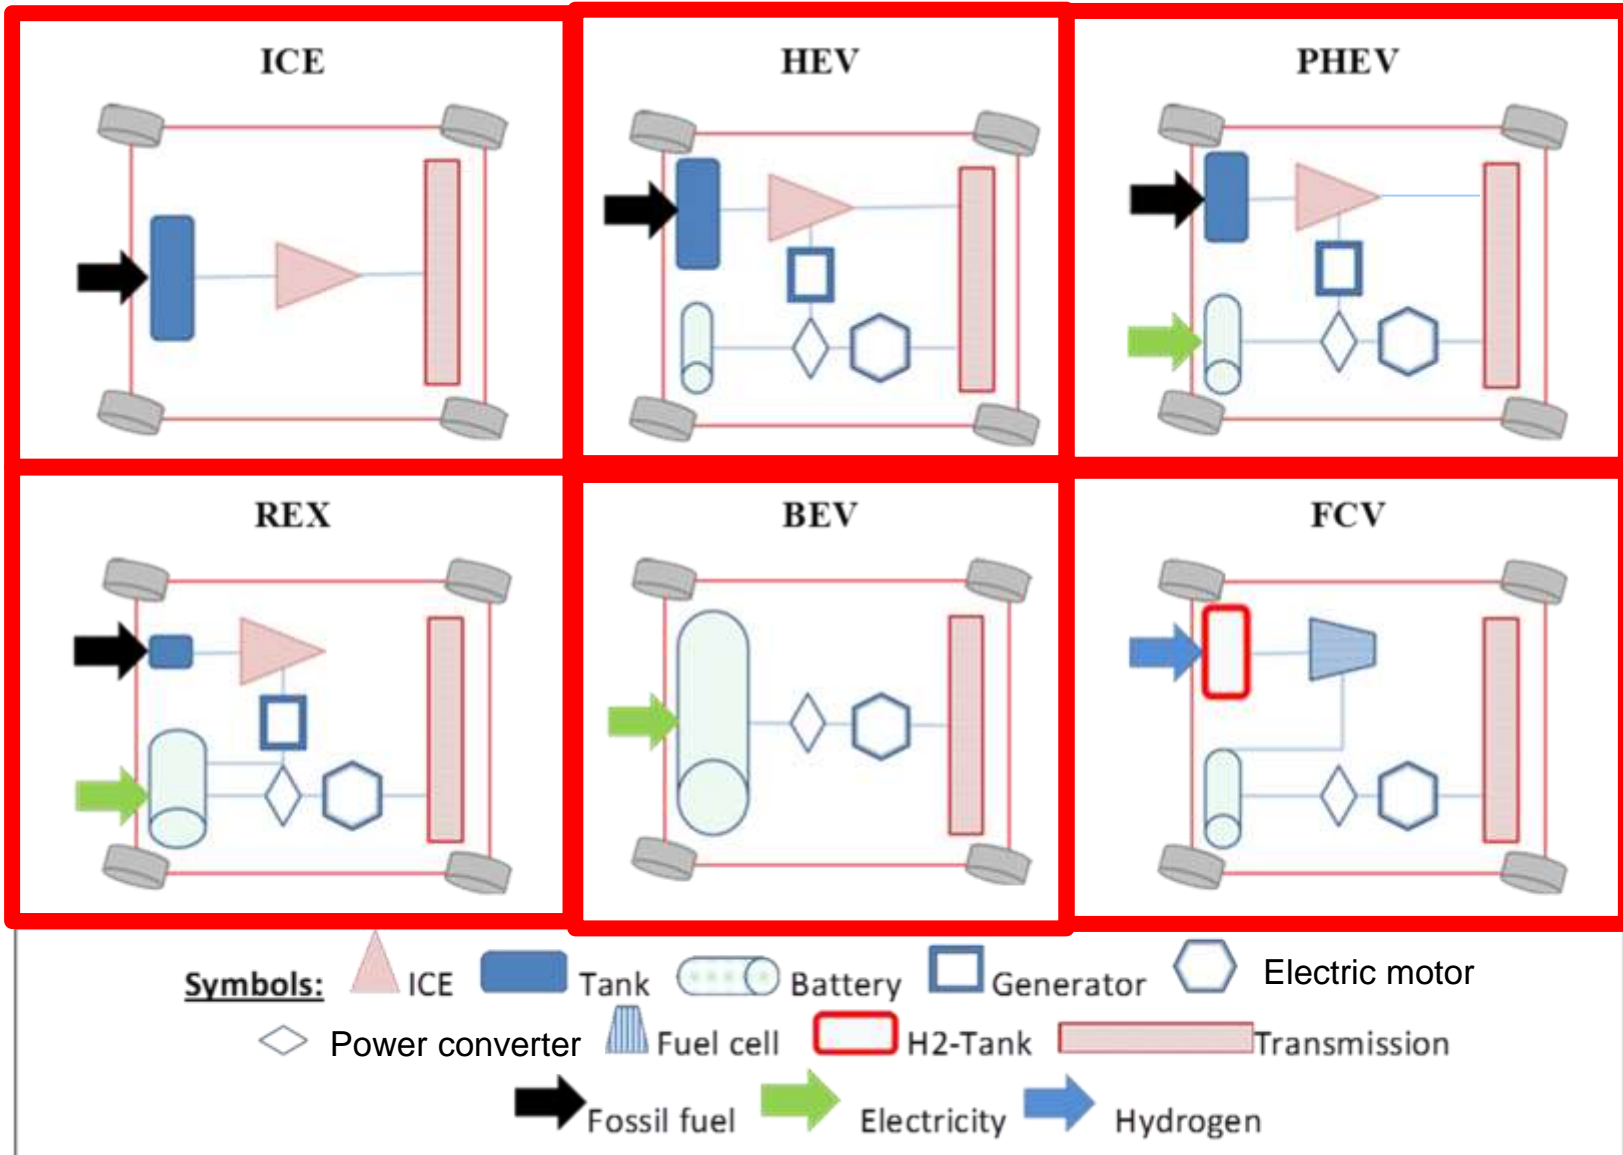 ICE
HEV
PHEV
REX
BEV
FCV
Symbols: ICE Tank Battery Generator Electric motor
Power converter Fuel cell H2-Tank Transmission
Fossil fuel Electricity Hydrogen